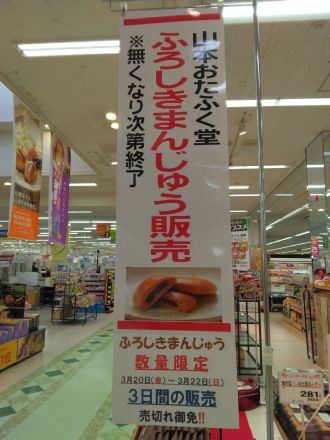 山本おたふく堂
ふろしきまんじゅう販売
※無くなり次第終了
ふろしきまんじゅう
数量限定
3月20日(金)～3月22日(日)
3日間の販売
売切れ御免!!
281